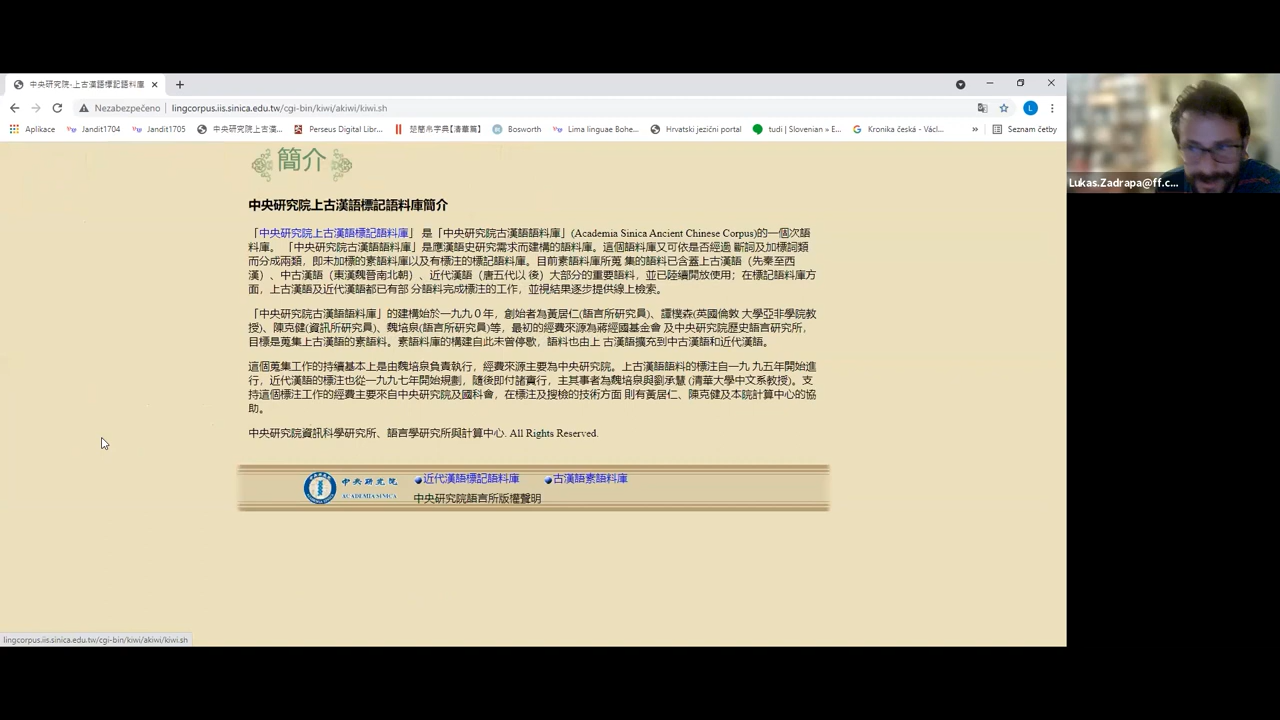 中央研究院-上古漢語標記語料庫
Nezabezpečeno
lingcorpus.iis.sinica.edu.tw/cgi-bin/kiwi/akiwi/kiwi.sh
Aplikace
Jandit1704
Jandit1705
中央研究院上古漢...
Perseus Digital Libr...
楚簡帛字典【清華篇】
Bosworth
Lima linguae Bohe...
Hrvatski jezični portal
tudi | Slovenian » E...
Kronika česká - Václ...
»
Seznam četby
簡介
中央研究院上古漢語標記語料庫簡介
「中央研究院上古漢語標記語料庫」 是「中央研究院古漢語語料庫」(Academia Sinica Ancient Chinese Corpus)的一個次語
料庫。 「中央研究院古漢語語料庫」是應漢語史研究需求而建構的語料庫。這個語料庫又可依是否經過 斷詞及加標詞類
而分成兩類，即未加標的素語料庫以及有標注的標記語料庫。目前素語料庫所蒐 集的語料已含蓋上古漢語（先秦至西
漢）、中古漢語（東漢魏晉南北朝）、近代漢語（唐五代以 後）大部分的重要語料，並已陸續開放使用；在標記語料庫方
面，上古漢語及近代漢語都已有部 分語料完成標注的工作，並視結果逐步提供線上檢索。
「中央研究院古漢語語料庫」的建構始於一九九０年，創始者為黃居仁(語言所研究員)、譚樸森(英國倫敦 大學亞非學院教
授)、陳克健(資訊所研究員)、魏培泉(語言所研究員)等，最初的經費來源為蔣經國基金會 及中央研究院歷史語言研究所，
目標是蒐集上古漢語的素語料。素語料庫的構建自此未曾停歇，語料也由上 古漢語擴充到中古漢語和近代漢語。
這個蒐集工作的持續基本上是由魏培泉負責執行，經費來源主要為中央研究院。上古漢語語料的標注自一九 九五年開始進
行，近代漢語的標注也從一九九七年開始規劃，隨後即付諸實行，主其事者為魏培泉與劉承慧 (清華大學中文系教授)。支
持這個標注工作的經費主要來自中央研究院及國科會，在標注及搜檢的技術方面 則有黃居仁、陳克健及本院計算中心的協
助。
中央研究院資訊科學研究所、語言學研究所與計算中心. All Rights Reserved.
中央研究院
ACADEMIA SINICA
近代漢語標記語料庫
古漢語素語料庫
中央研究院語言所版權聲明
lingcorpus.iis.sinica.edu.tw/cgi-bin/kiwi/akiwi/kiwi.sh
L
Lukas.Zadrapa@ff.c...